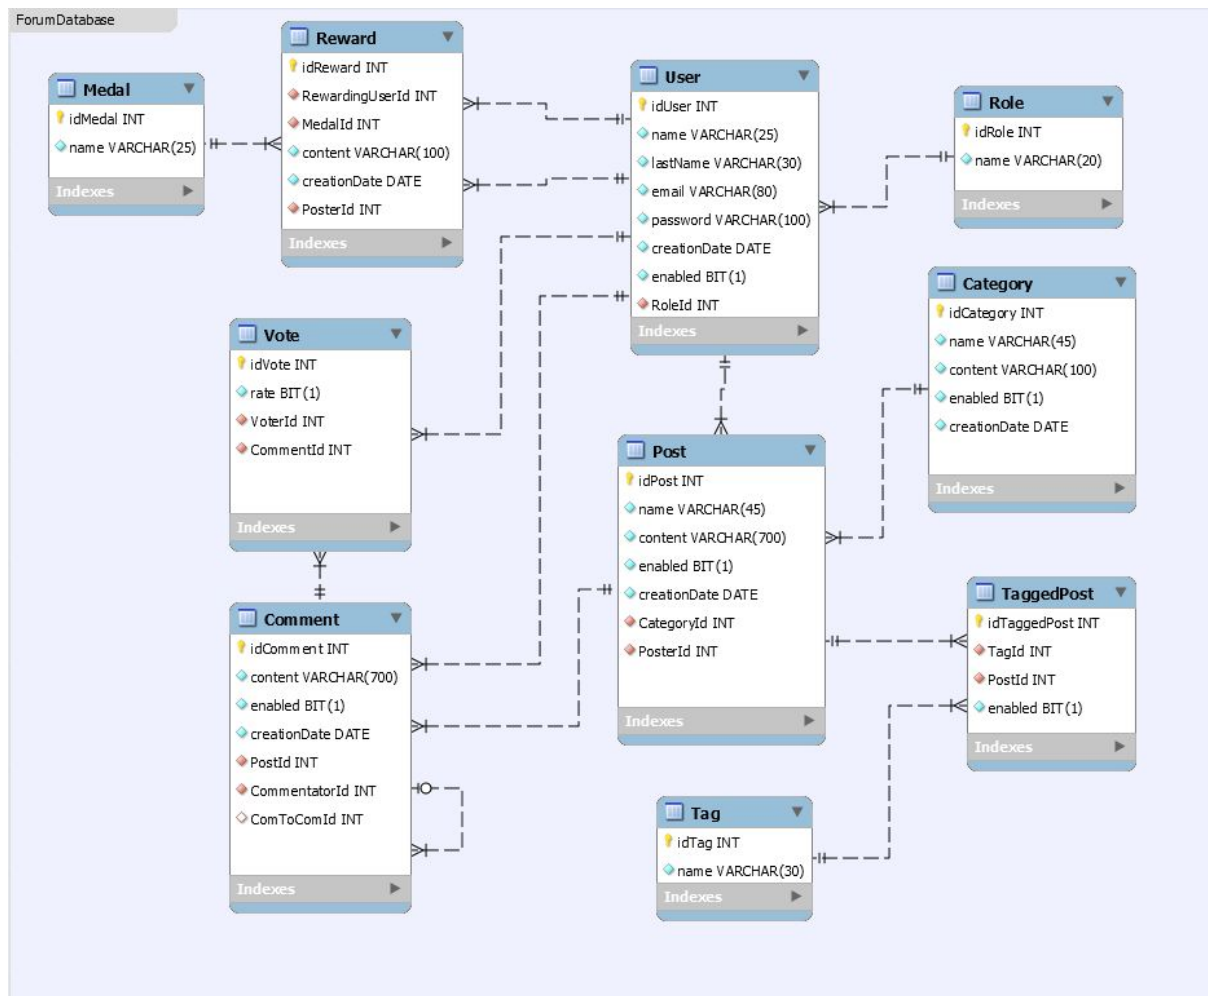 ForumDatabase
Medal
idMedal INT
name VARCHAR(25)
Indexes
Reward
idReward INT
RewardingUserId INT
MedalId INT
content VARCHAR(100)
creationDate DATE
PosterId INT
Indexes
User
idUser INT
name VARCHAR(25)
lastName VARCHAR(30)
email VARCHAR(80)
password VARCHAR(100)
creationDate DATE
enabled BIT(1)
RoleId INT
Indexes
Role
idRole INT
name VARCHAR(20)
Indexes
Category
idCategory INT
name VARCHAR(45)
content VARCHAR(100)
enabled BIT(1)
creationDate DATE
Indexes
Vote
idVote INT
rate BIT(1)
VoterId INT
CommentId INT
Indexes
Post
idPost INT
name VARCHAR(45)
content VARCHAR(700)
enabled BIT(1)
creationDate DATE
CategoryId INT
PosterId INT
Indexes
Comment
idComment INT
content VARCHAR(700)
enabled BIT(1)
creationDate DATE
PostId INT
CommentatorId INT
ComToComId INT
Indexes
TaggedPost
idTaggedPost INT
TagId INT
PostId INT
enabled BIT(1)
Indexes
Tag
idTag INT
name VARCHAR(30)
Indexes